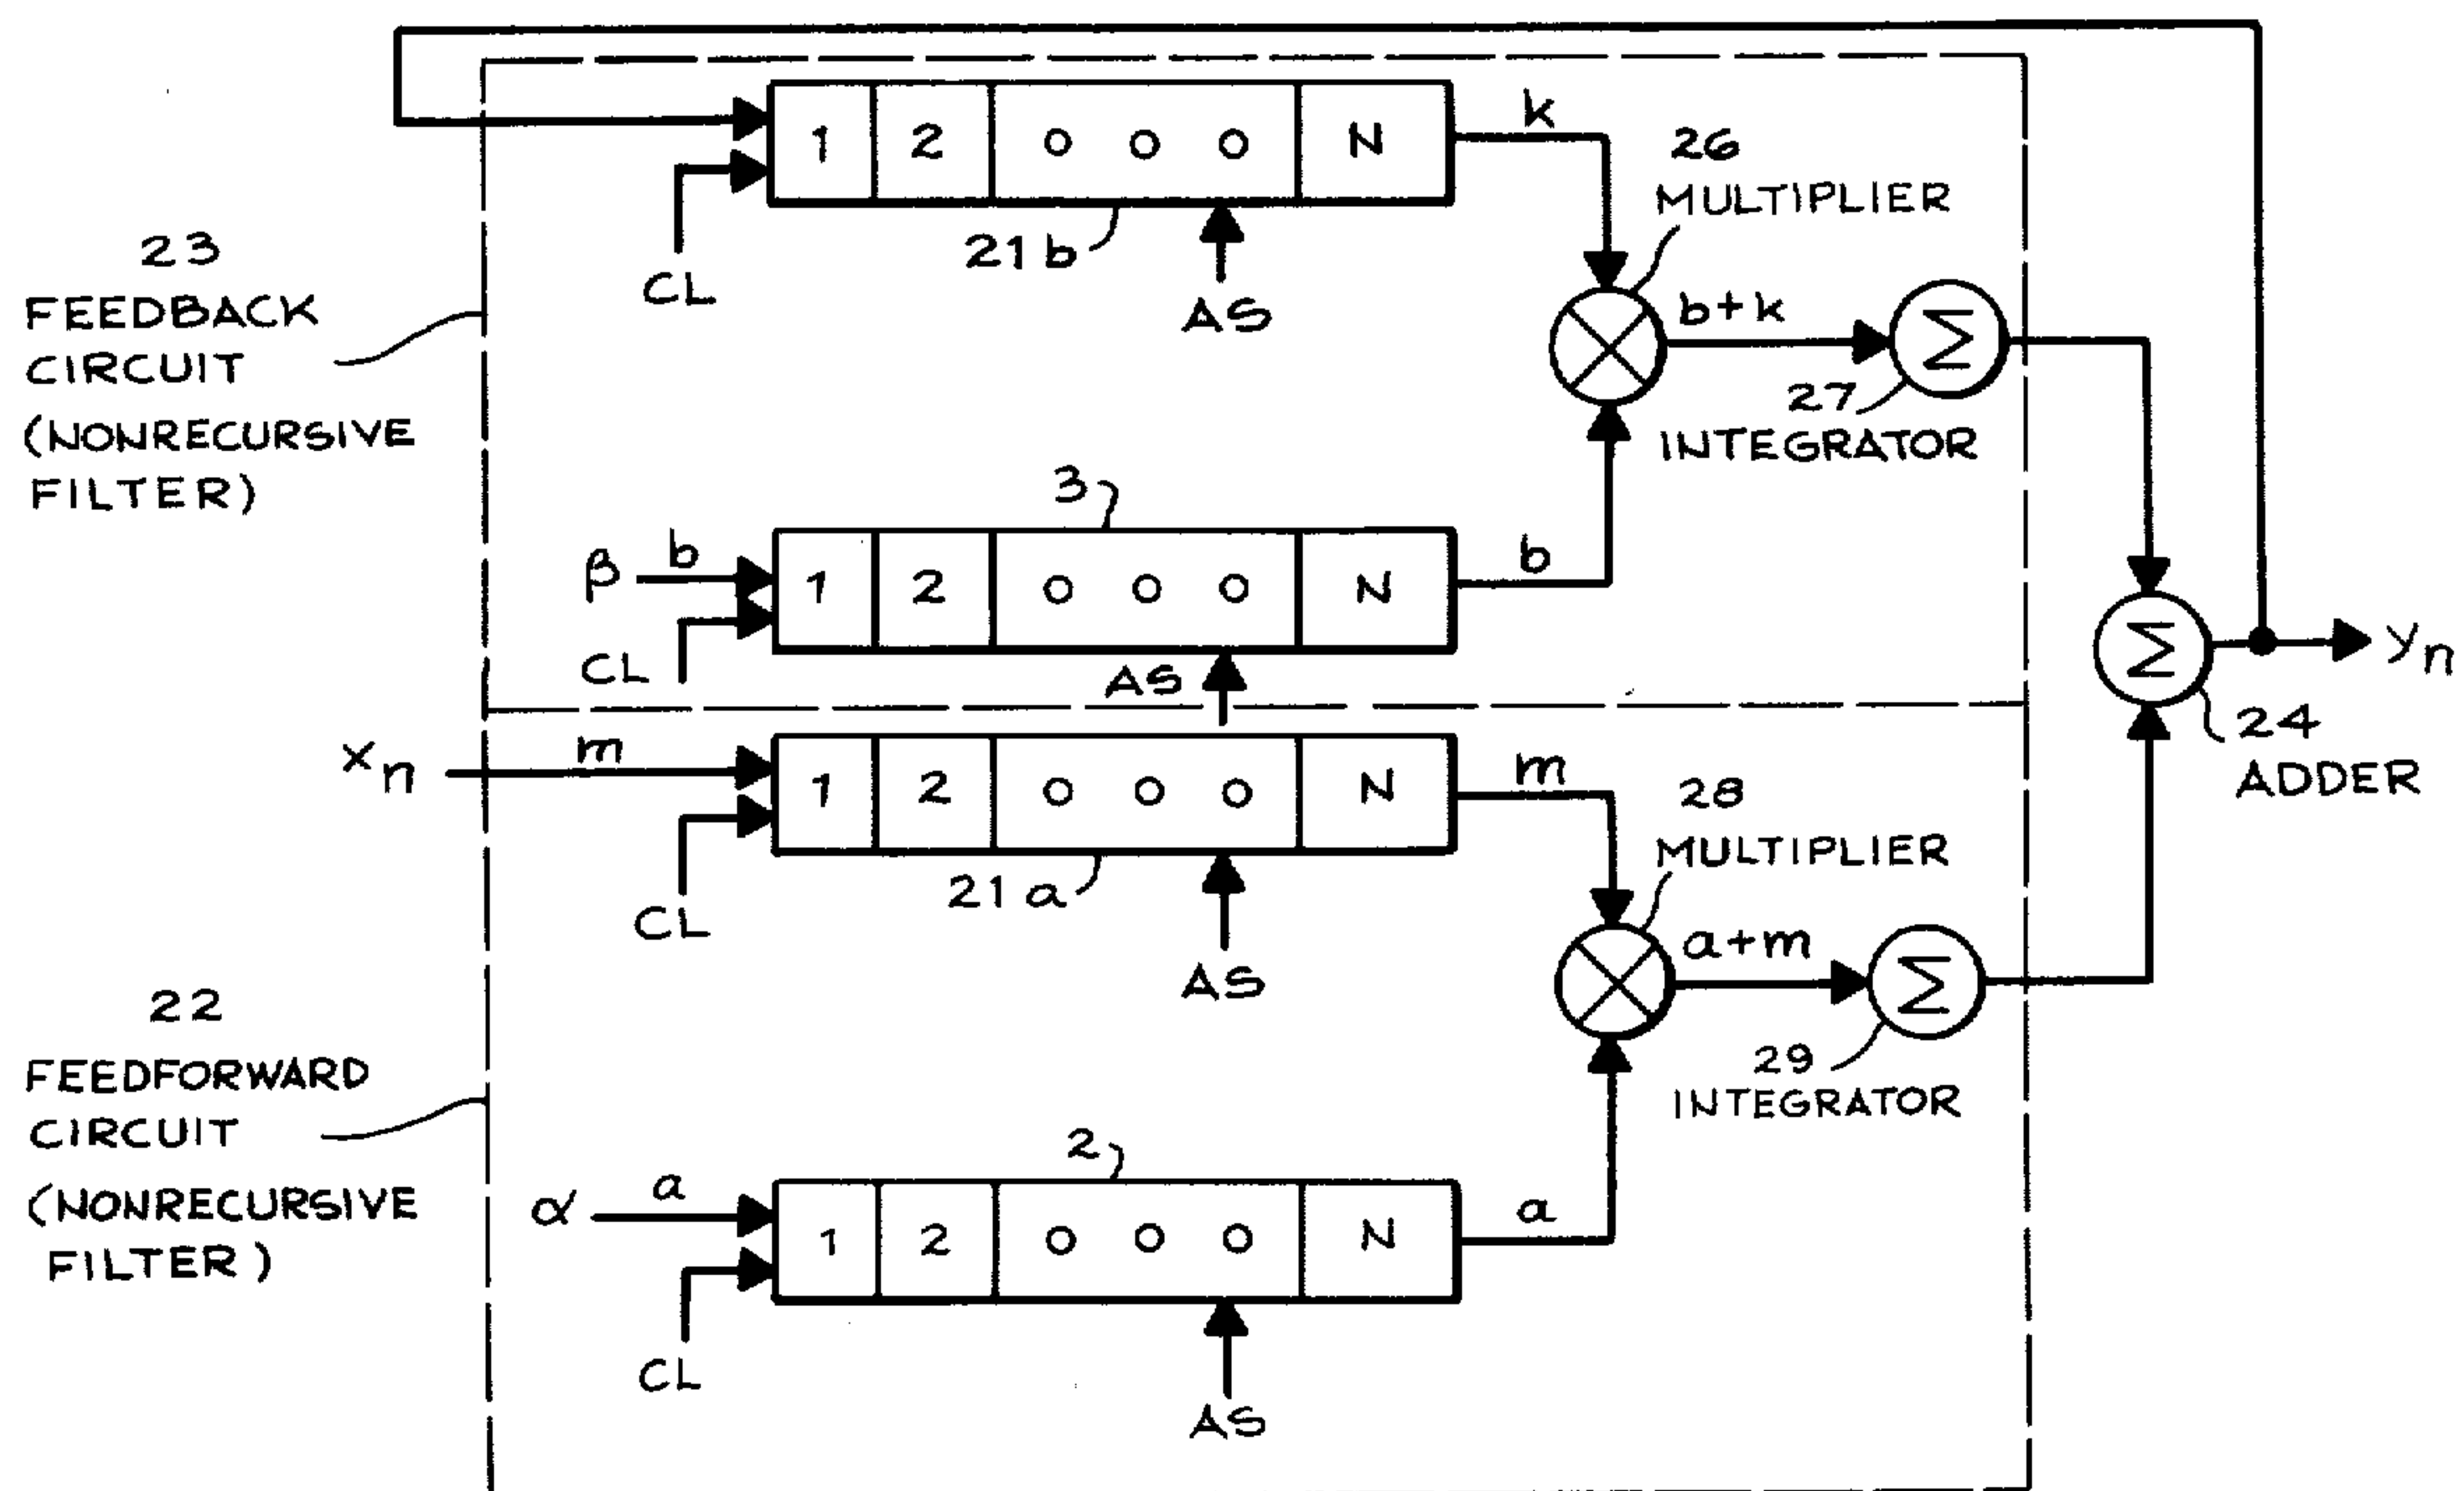 1 2 o o o N
k
26
MULTIPLIER
21b
CL
AS
23
FEEDBACK
CIRCUIT
(NONRECURSIVE
FILTER)
b+k
Σ
27
INTEGRATOR
3
β b
1 2 o o o N
b
CL
AS
Σ
yn
24
ADDER
xn
m
1 2 o o o N
m
28
MULTIPLIER
21a
CL
AS
a+m
Σ
29
INTEGRATOR
22
FEEDFORWARD
CIRCUIT
(NONRECURSIVE
FILTER)
2
α a
1 2 o o o N
a
CL
AS